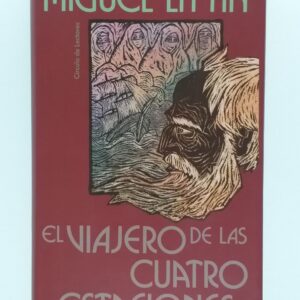 MIGUEL LITTIN
Círculo de Lectores
EL VIAJERO DE LAS
CUATRO
ESTACIONES